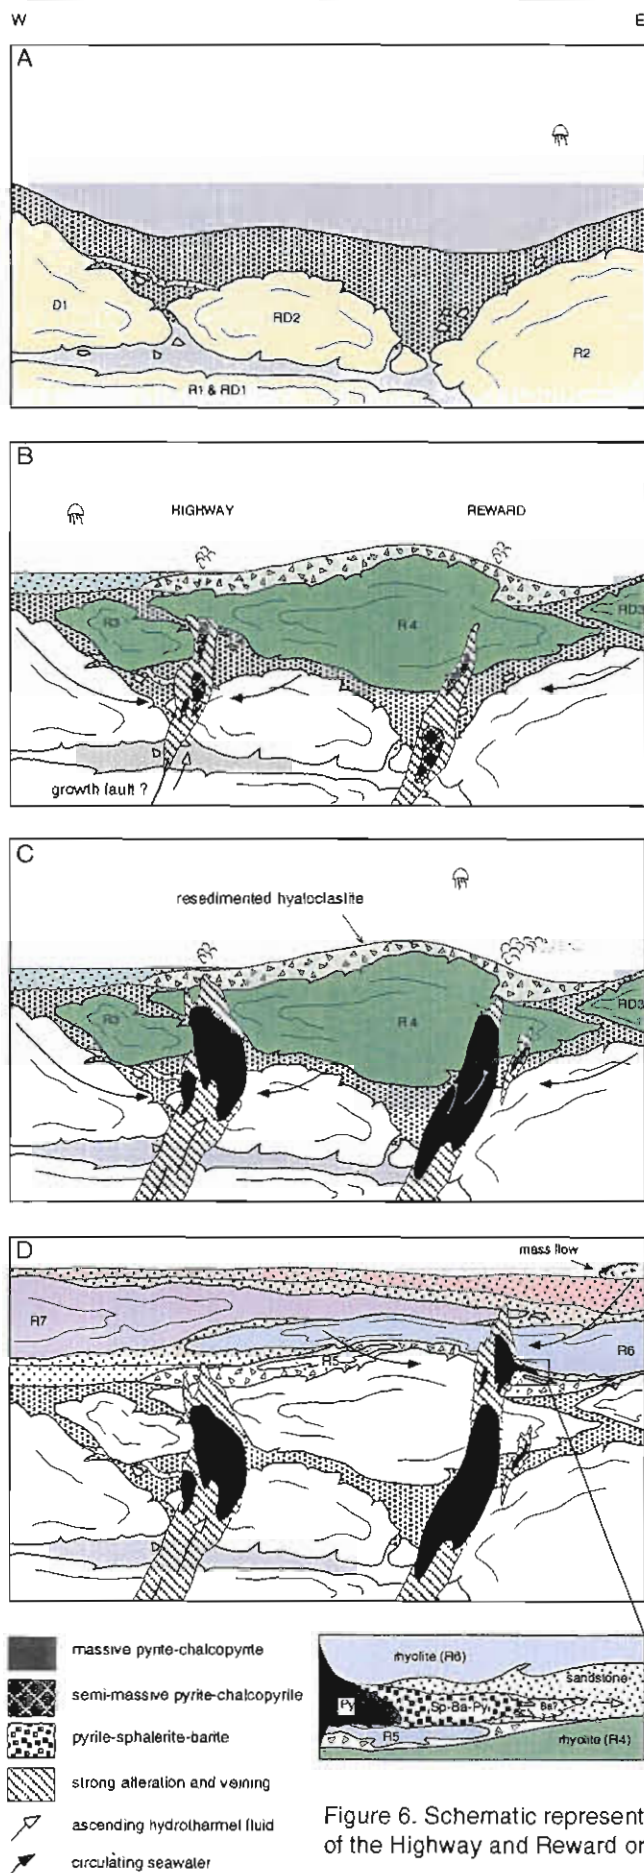 W E
A
D1
RD2
R2
R1 & RD1
B
HIGHWAY REWARD
R3
R4
RD3
growth fault ?
C
resedimented hyaloclastite
R3
R4
RD3
D
mass flow
R7
R5
R6
massive pyrite-chalcopyrite
semi-massive pyrite-chalcopyrite
pyrite-sphalerite-barite
strong alteration and veining
ascending hydrothermal fluid
circulating seawater
rhyolite (R6)
sandstone
Py
Sp-Ba-Py
Ba?
R5
rhyolite (R4)
Figure 6. Schematic represent
of the Highway and Reward or